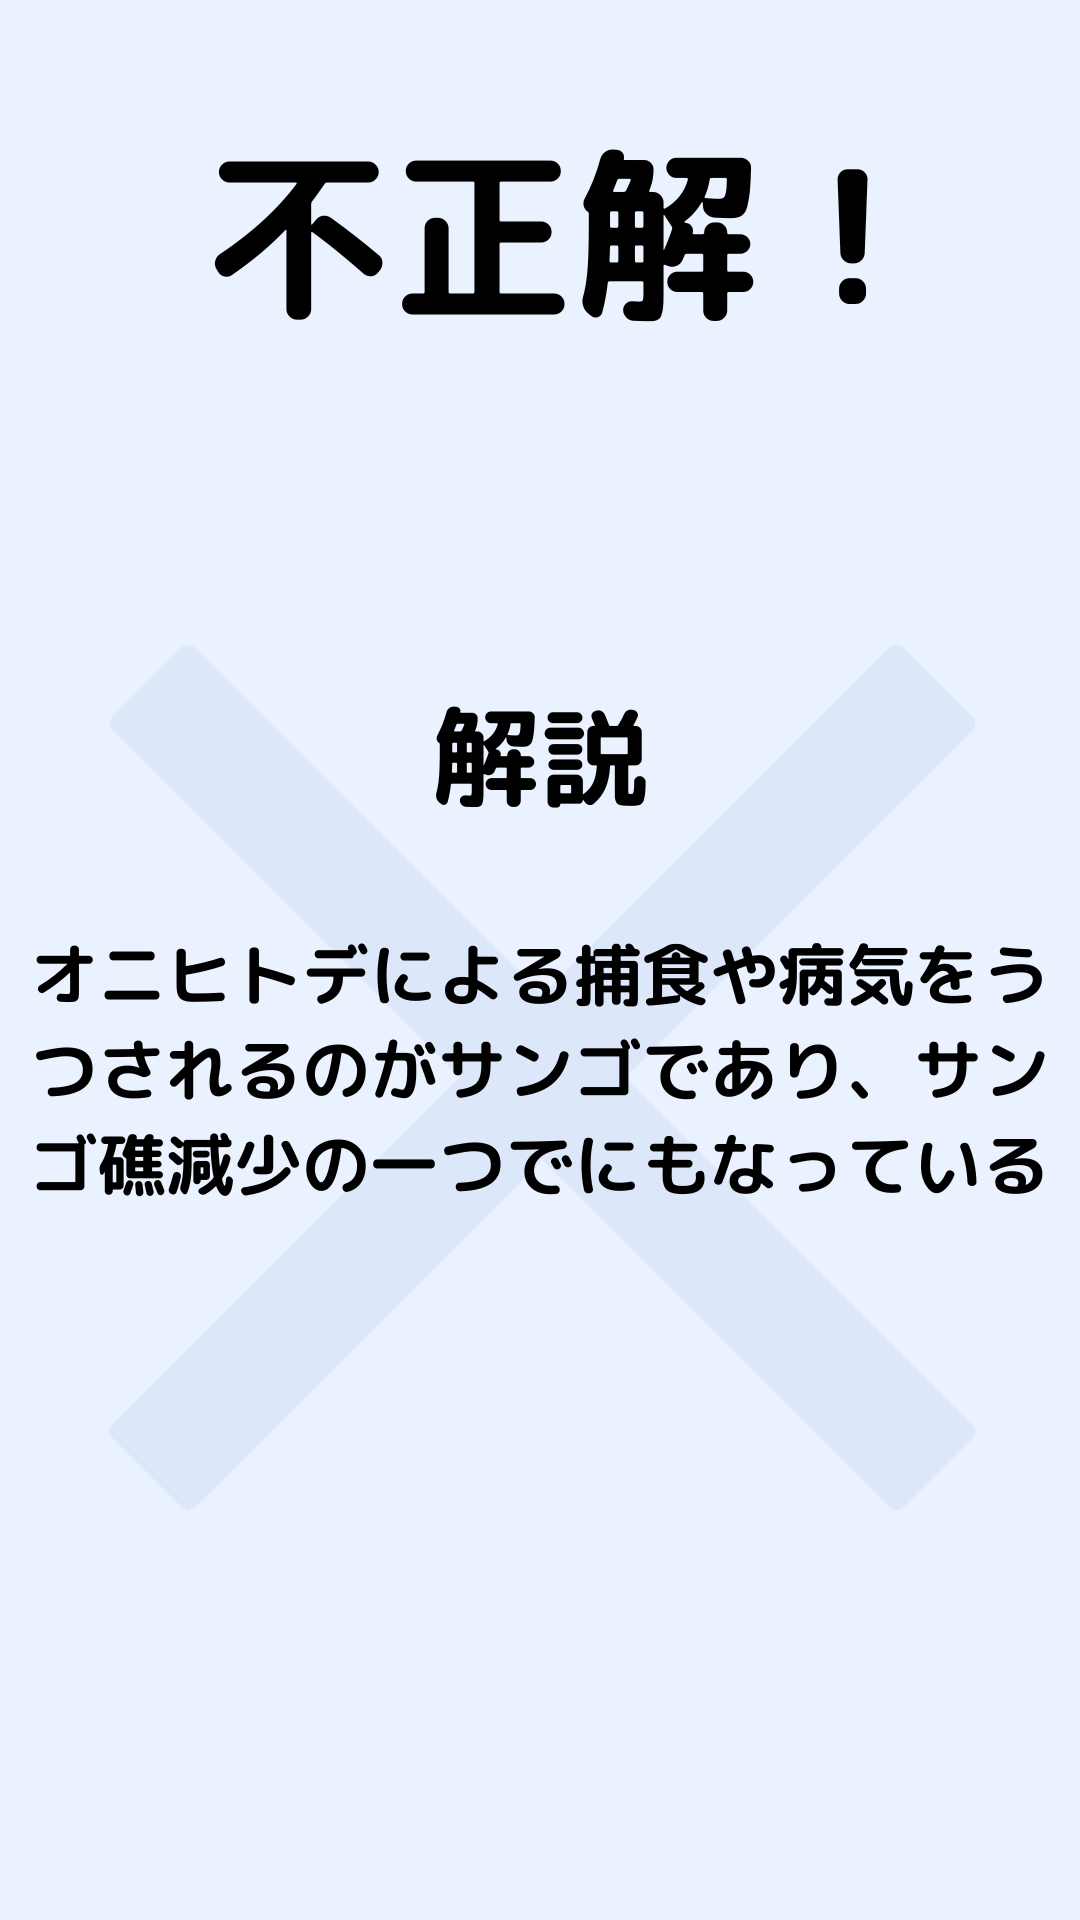 不正解！
解説
オニヒトデによる捕食や病気をう
つされるのがサンゴであり、サン
ゴ礁減少の一つでにもなっている